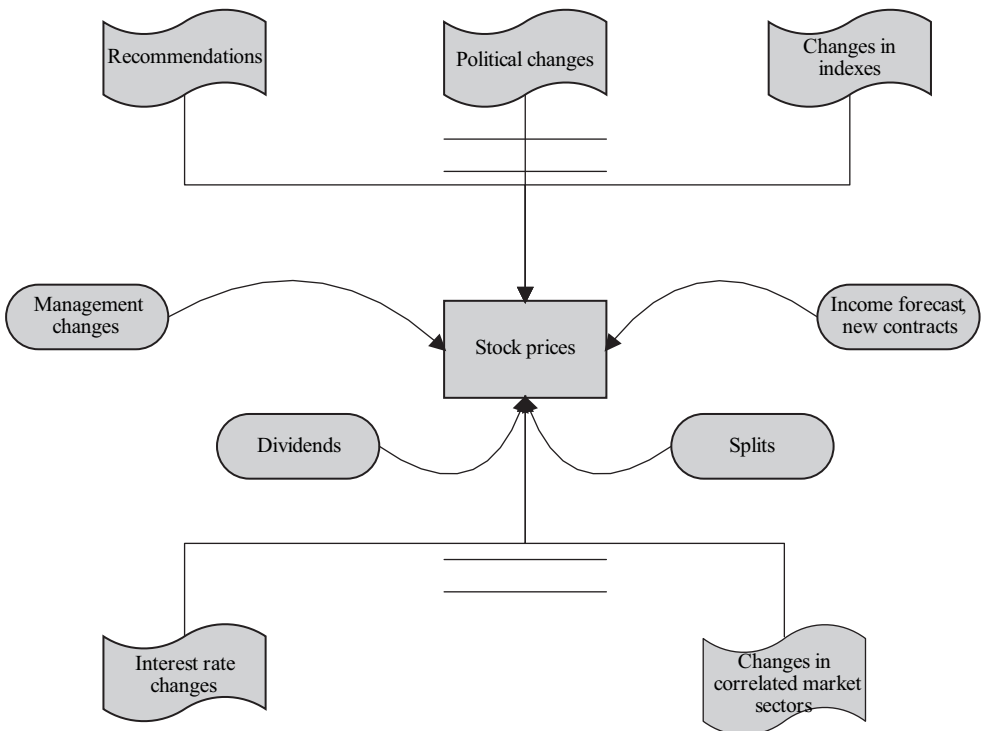 Recommendations
Political changes
Changes in
indexes
Management
changes
Income forecast,
new contracts
Stock prices
Dividends
Splits
Interest rate
changes
Changes in
correlated market
sectors